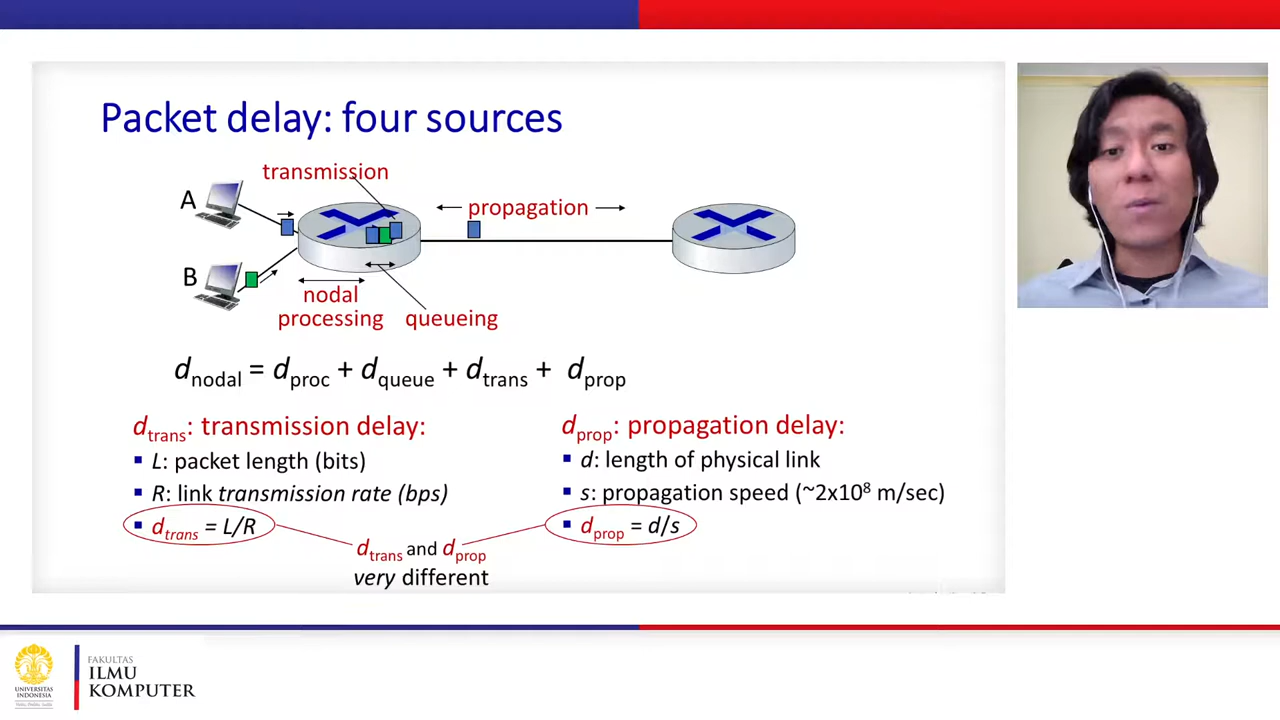 Packet delay: four sources
transmission
A
propagation
B
nodal
processing
queueing
dnodal = dproc + dqueue + dtrans + dprop
dtrans: transmission delay:
▪ L: packet length (bits)
▪ R: link transmission rate (bps)
▪ dtrans = L/R
dprop: propagation delay:
▪ d: length of physical link
▪ s: propagation speed (~2x10⁸ m/sec)
▪ dprop = d/s
dtrans and dprop
very different
UNIVERSITAS
INDONESIA
FAKULTAS
ILMU
KOMPUTER